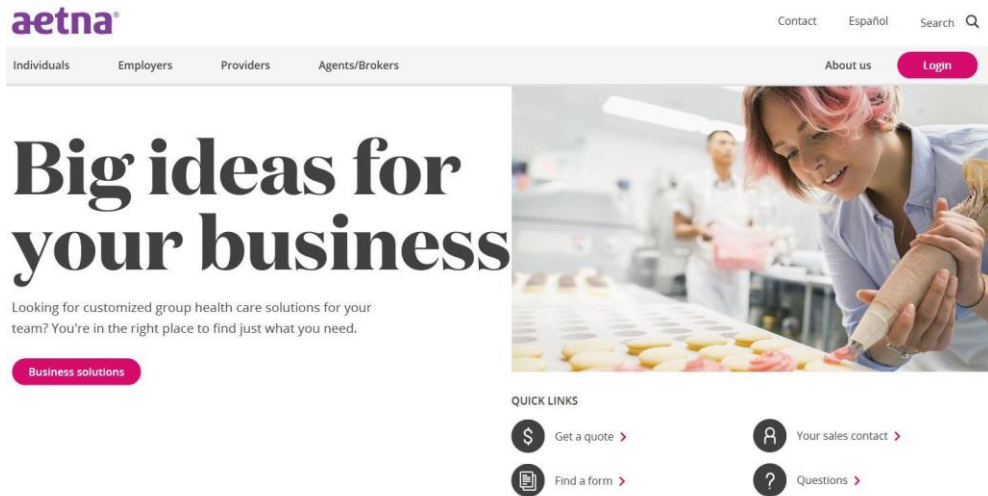 aetna®
Contact Español Search
Individuals Employers Providers Agents/Brokers About us Login
Big ideas for
your business
Looking for customized group health care solutions for your
team? You're in the right place to find just what you need.
Business solutions
QUICK LINKS
$ Get a quote
Your sales contact
Find a form
? Questions